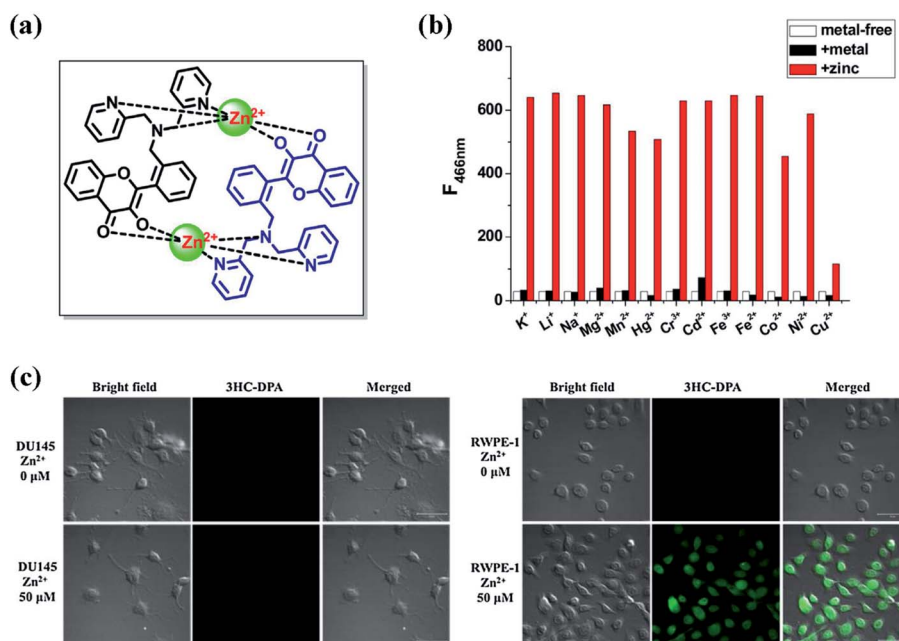 (a)
N
N
Zn²⁺
N
O
O
O
O
O
O
Zn²⁺
N
N
N
(b)
metal-free
+metal
+zinc
800
600
400
200
0
F466nm
K⁺
Li⁺
Na⁺
Mg²⁺
Mn²⁺
Hg²⁺
Cr³⁺
Cd²⁺
Fe³⁺
Fe²⁺
Co²⁺
Ni²⁺
Cu²⁺
(c)
Bright field
3HC-DPA
Merged
DU145
Zn²⁺
0 µM
DU145
Zn²⁺
50 µM
Bright field
3HC-DPA
Merged
RWPE-1
Zn²⁺
0 µM
RWPE-1
Zn²⁺
50 µM